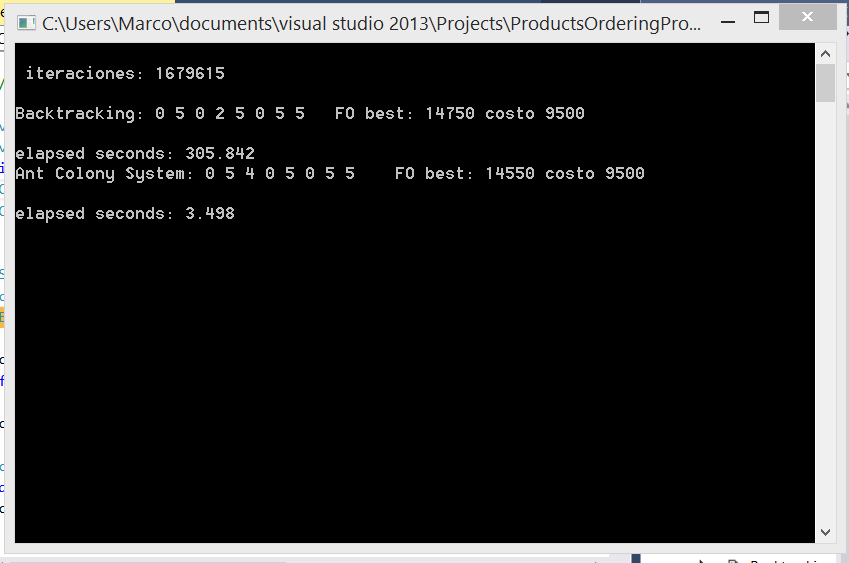 C:\Users\Marco\documents\visual studio 2013\Projects\ProductsOrderingPro...
iteraciones: 1679615
Backtracking: 0 5 0 2 5 0 5 5 FO best: 14750 costo 9500
elapsed seconds: 305.842
Ant Colony System: 0 5 4 0 5 0 5 5 FO best: 14550 costo 9500
elapsed seconds: 3.498